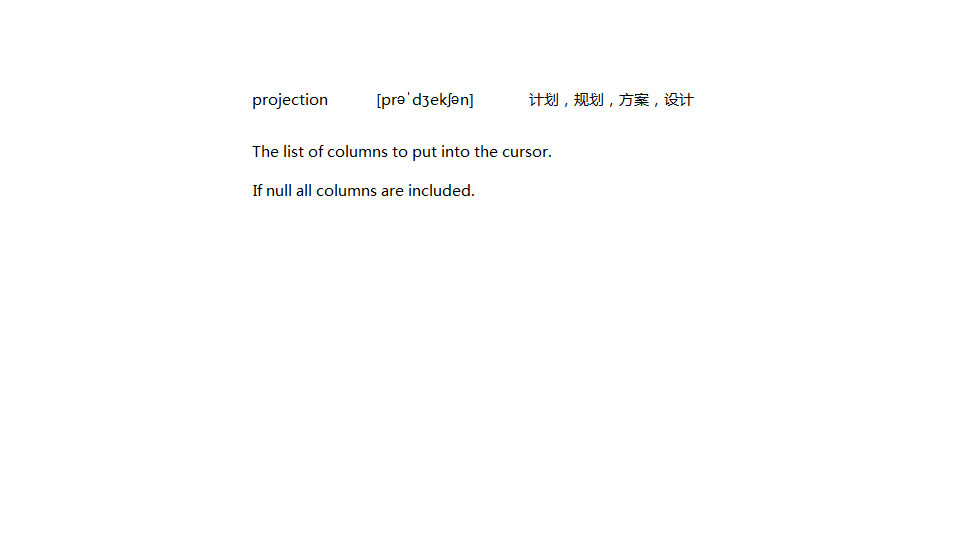 projection [prəˈdʒekʃən] 计划，规划，方案，设计
The list of columns to put into the cursor.
If null all columns are included.